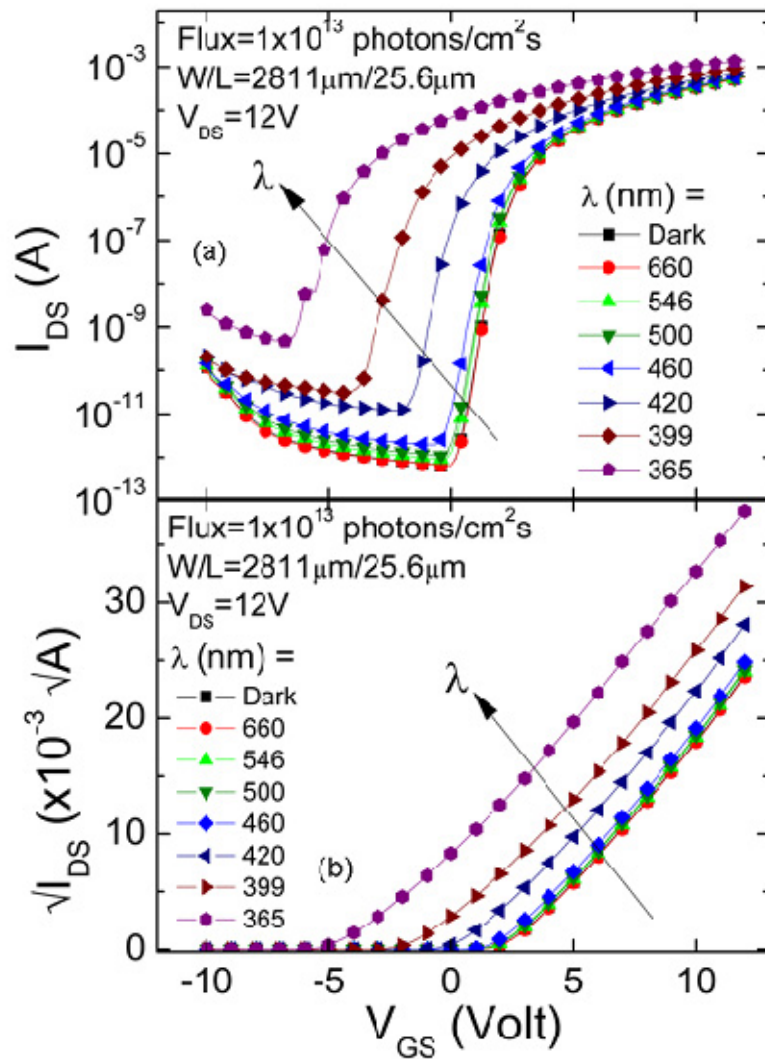 Flux=1x10¹³ photons/cm²s
W/L=2811μm/25.6μm
V_DS=12V
10⁻³
10⁻⁵
10⁻⁷
10⁻⁹
10⁻¹¹
10⁻¹³
I_DS (A)
λ
(a)
λ (nm) =
Dark
660
546
500
460
420
399
365
Flux=1x10¹³ photons/cm²s
W/L=2811μm/25.6μm
V_DS=12V
λ (nm) =
Dark
660
546
500
460
420
399
365
λ
(b)
30
20
10
0
√I_DS (x10⁻³ √A)
-10
-5
0
5
10
V_GS (Volt)